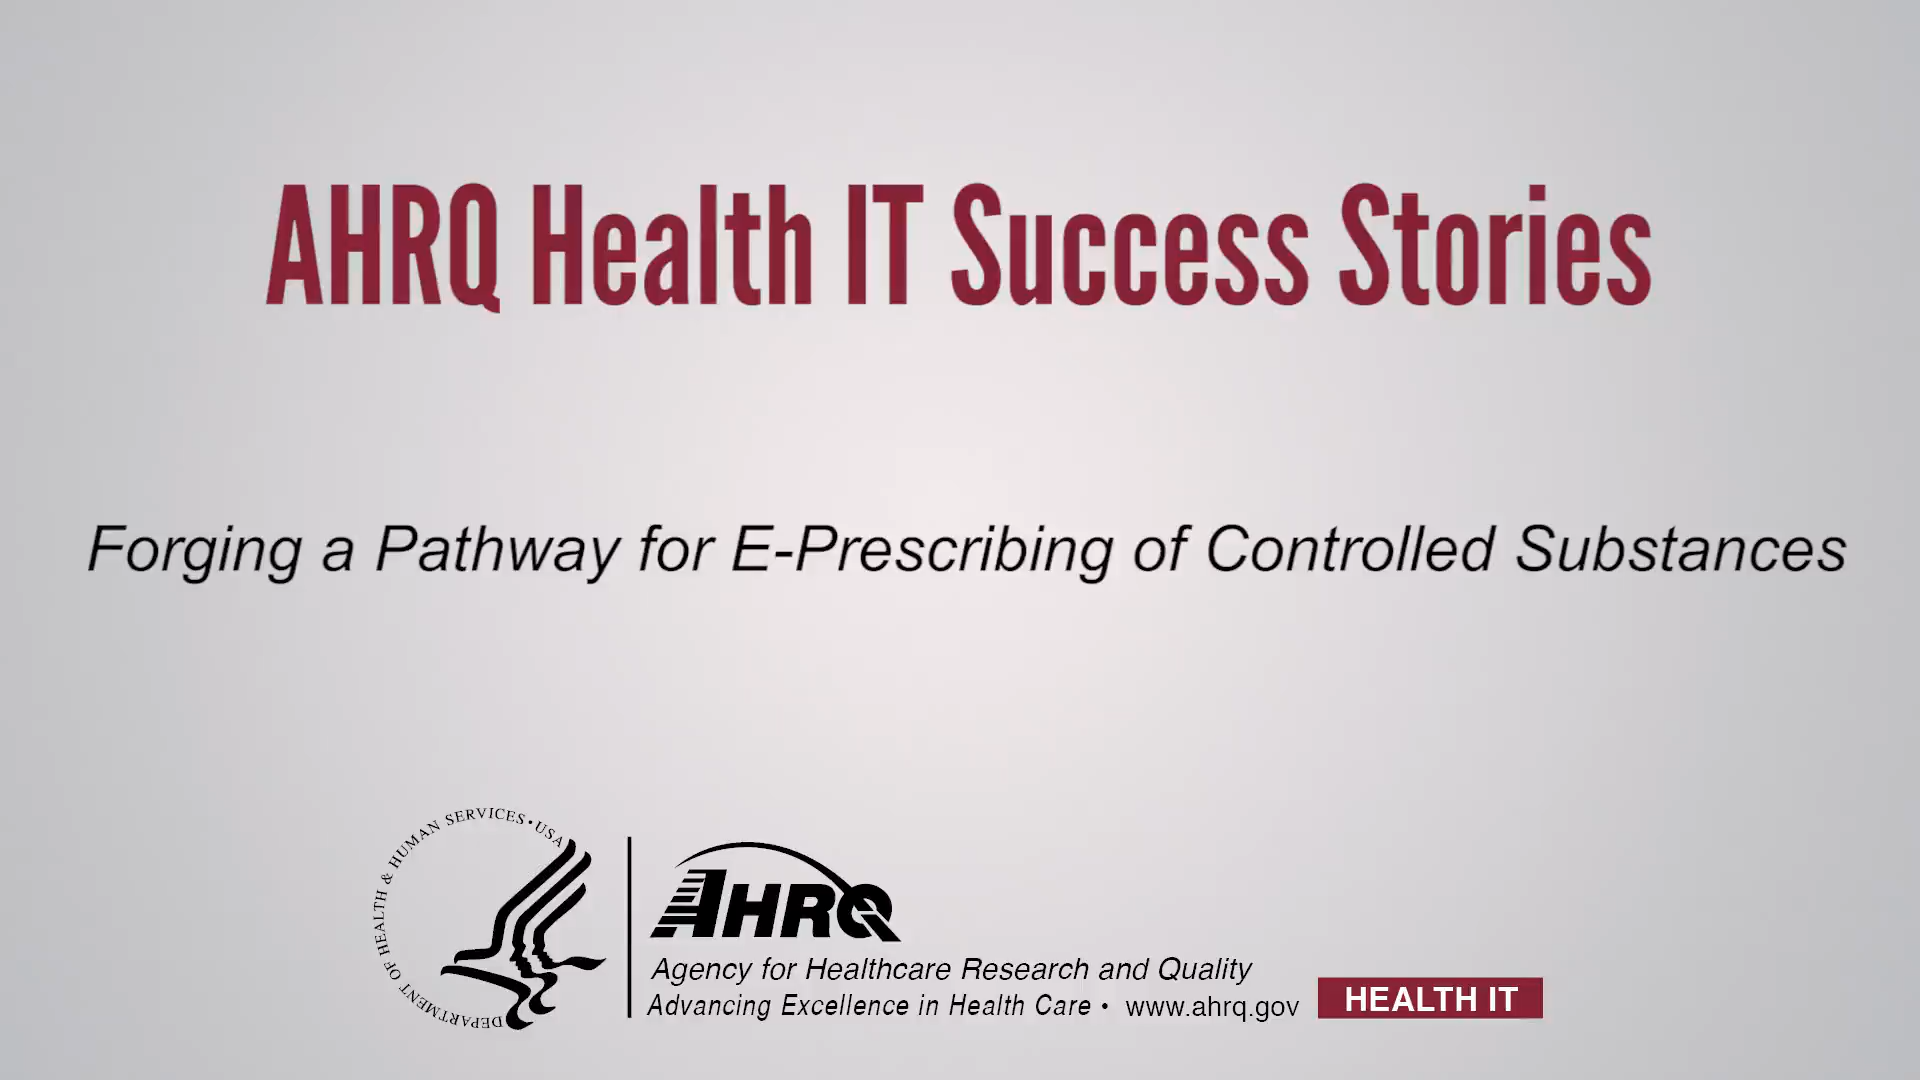 AHRQ Health IT Success Stories
Forging a Pathway for E-Prescribing of Controlled Substances
DEPARTMENT OF HEALTH & HUMAN SERVICES • USA
AHRQ
Agency for Healthcare Research and Quality
Advancing Excellence in Health Care • www.ahrq.gov
HEALTH IT